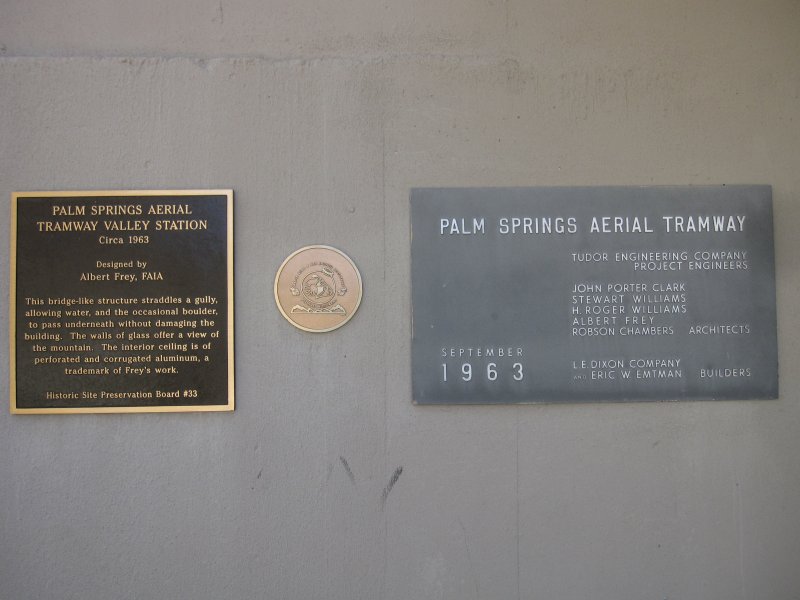 PALM SPRINGS AERIAL
TRAMWAY VALLEY STATION
Circa 1963
Designed by
Albert Frey, FAIA
This bridge-like structure straddles a gully,
allowing water, and the occasional boulder,
to pass underneath without damaging the
building. The walls of glass offer a view of
the mountain. The interior ceiling is of
perforated and corrugated aluminum, a
trademark of Frey's work.
Historic Site Preservation Board #33
PALM SPRINGS AERIAL TRAMWAY
TUDOR ENGINEERING COMPANY
PROJECT ENGINEERS
JOHN PORTER CLARK
STEWART WILLIAMS
H. ROGER WILLIAMS
ALBERT FREY
ROBSON CHAMBERS ARCHITECTS
SEPTEMBER
1963
L.E. DIXON COMPANY
AND ERIC W. EMTMAN BUILDERS